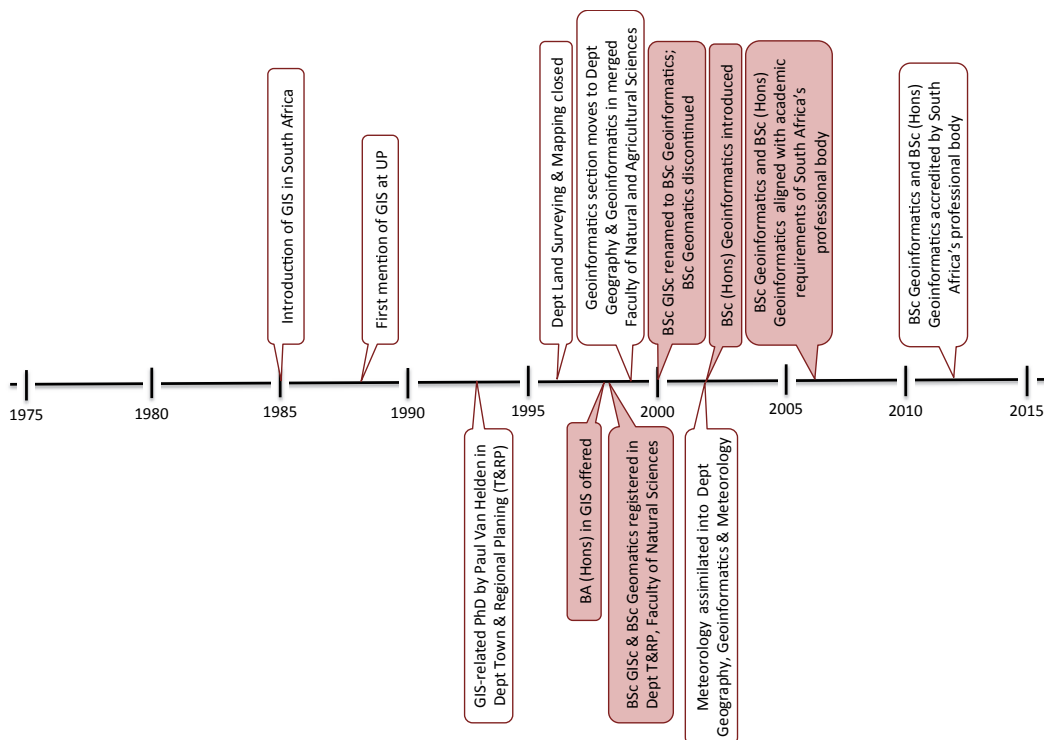 Introduction of GIS in South Africa
First mention of GIS at UP
Dept Land Surveying & Mapping closed
Geoinformatics section moves to Dept
Geography & Geoinformatics in merged
Faculty of Natural and Agricultural Sciences
BSc GISc renamed to BSc Geoinformatics;
BSc Geomatics discontinued
BSc (Hons) Geoinformatics introduced
BSc Geoinformatics and BSc (Hons)
Geoinformatics aligned with academic
requirements of South Africa's
professional body
BSc Geoinformatics and BSc (Hons)
Geoinformatics accredited by South
Africa's professional body
1975
1980
1985
1990
1995
2000
2005
2010
2015
GIS-related PhD by Paul Van Helden in
Dept Town & Regional Planing (T&RP)
BA (Hons) in GIS offered
BSc GISc & BSc Geomatics registered in
Dept T&RP, Faculty of Natural Sciences
Meteorology assimilated into Dept
Geography, Geoinformatics & Meteorology